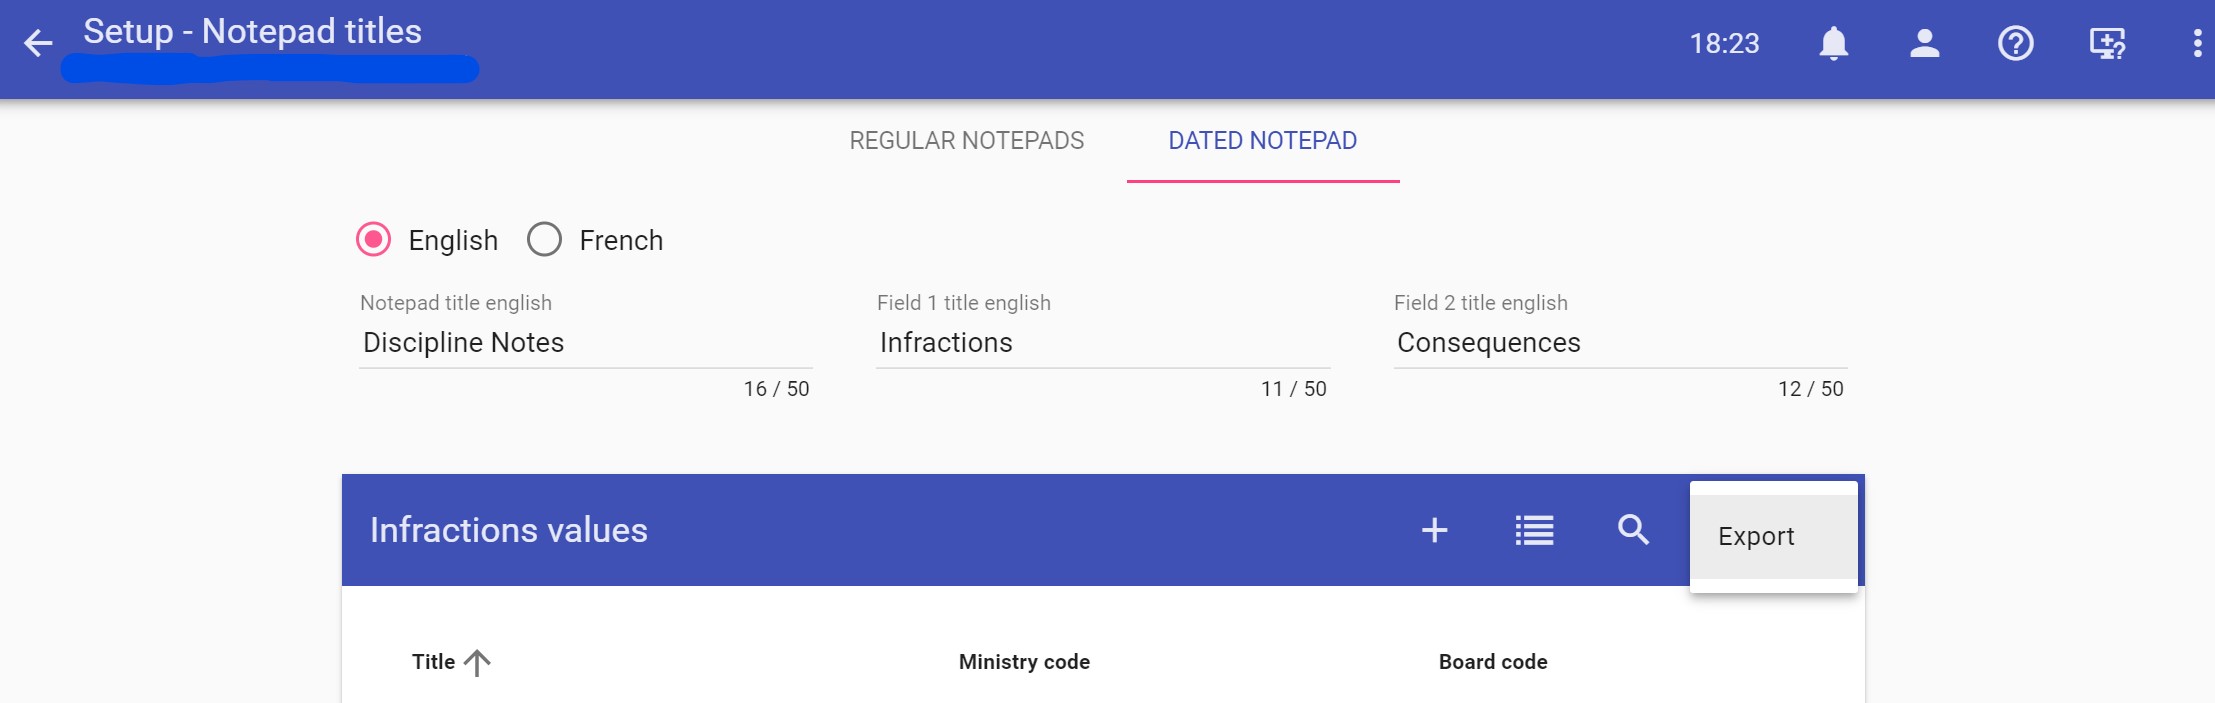 Setup - Notepad titles
18:23
REGULAR NOTEPADS DATED NOTEPAD
English French
Notepad title english Field 1 title english Field 2 title english
Discipline Notes Infractions Consequences
16 / 50 11 / 50 12 / 50
Infractions values Export
Title Ministry code Board code